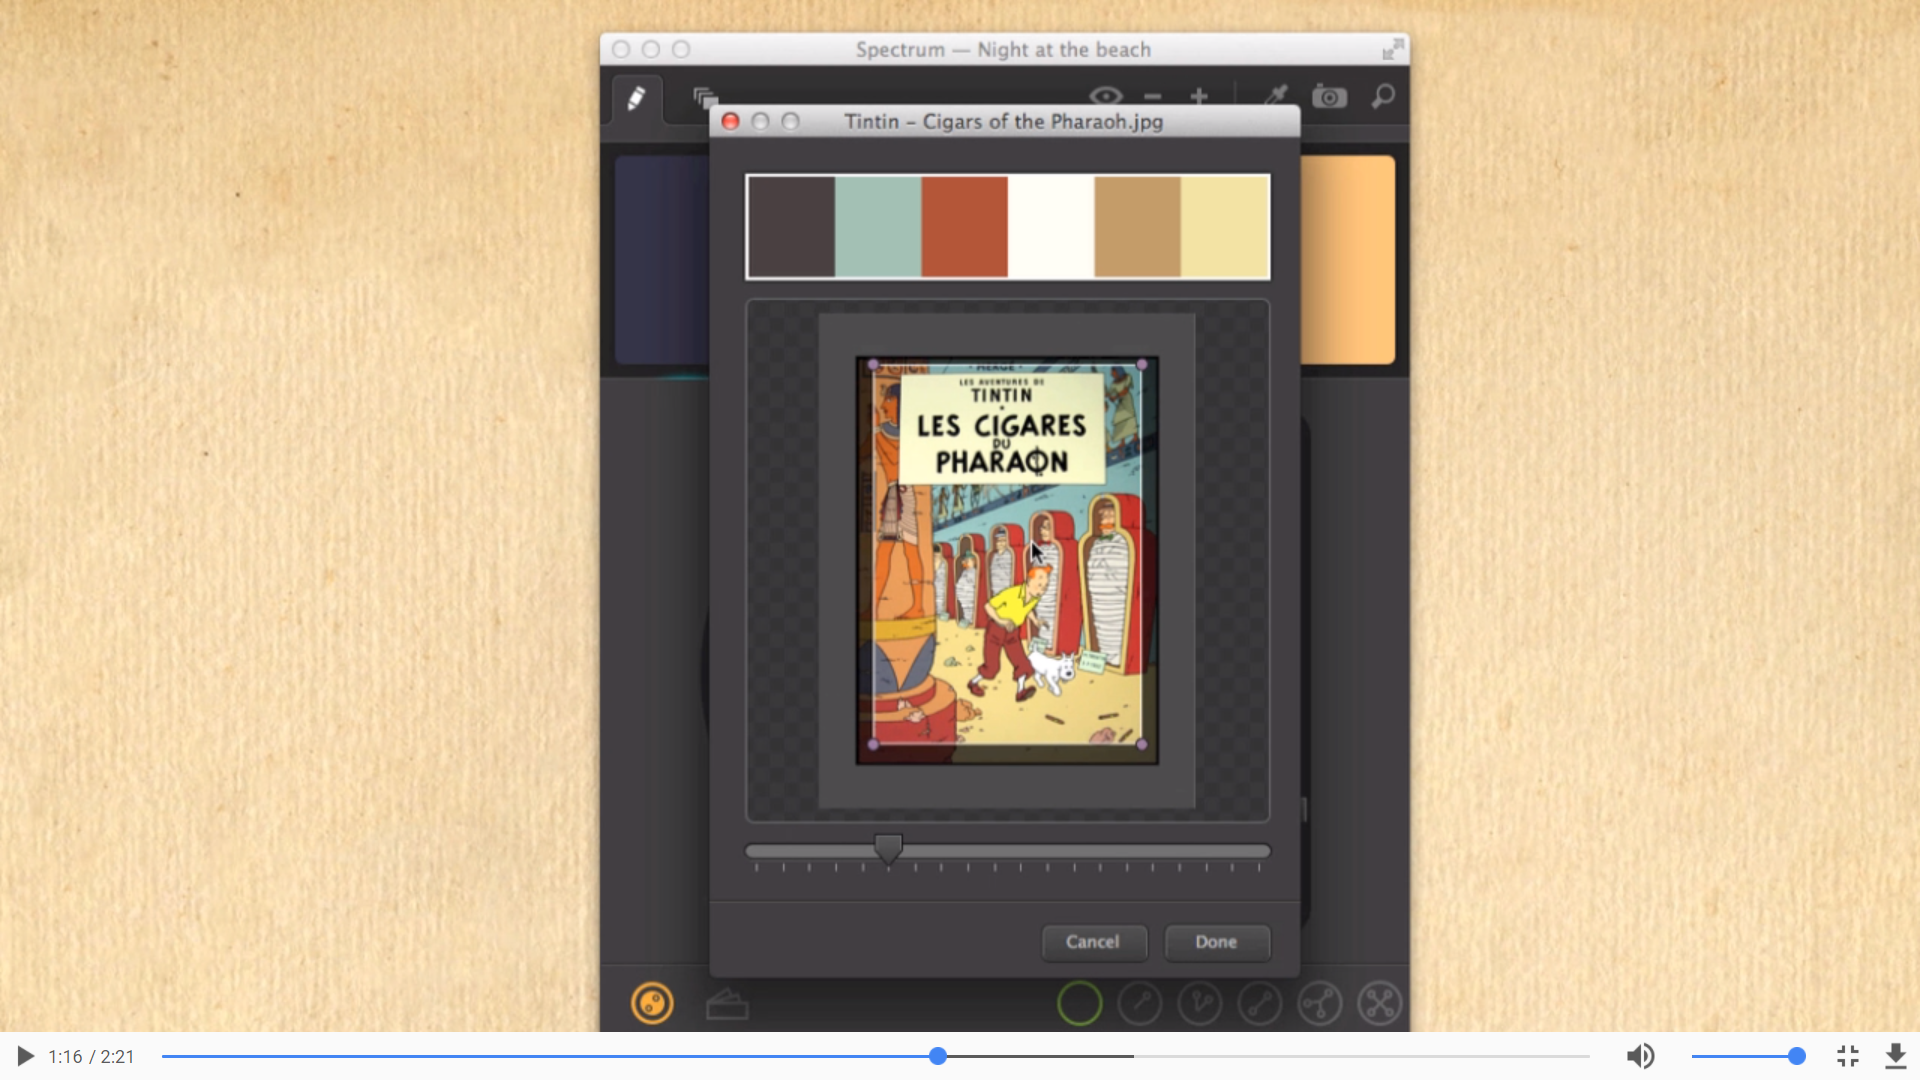 Spectrum — Night at the beach
Tintin – Cigars of the Pharaoh.jpg
• HERGÉ •
LES AVENTURES DE
TINTIN
LES CIGARES
DU
PHARAON
Cancel
Done
1:16 / 2:21